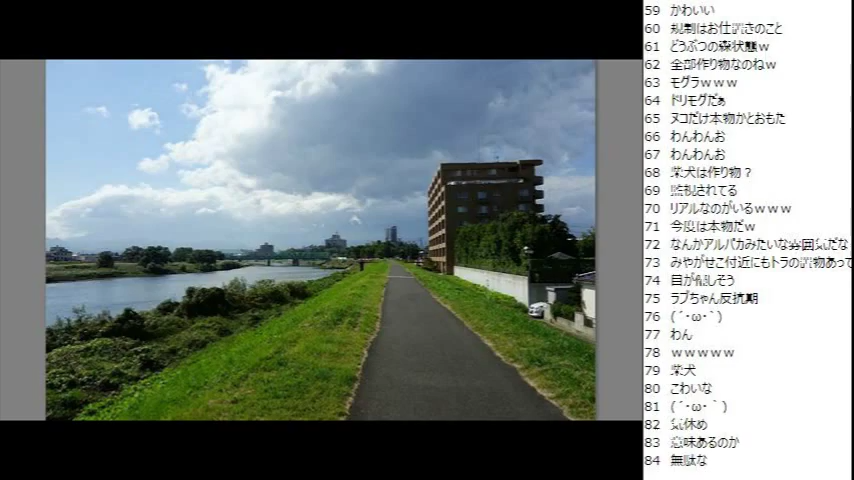 59 かわいい
60 規制はお仕置きのこと
61 どうぶつの森状態w
62 全部作り物なのねw
63 モグラwww
64 ドリモグだぁ
65 ヌコだけ本物かとおもた
66 わんわんお
67 わんわんお
68 柴犬は作り物？
69 監視されてる
70 リアルなのがいるwww
71 今度は本物だw
72 なんかアルパカみたいな雰囲気だな
73 みやがせこ付近にもトラの置物あって
74 目が飛しそう
75 ラブちゃん反抗期
76 (´･ω･｀)
77 わん
78 wwwww
79 柴犬
80 こわいな
81 (´･ω･｀)
82 気休め
83 意味あるのか
84 無駄な